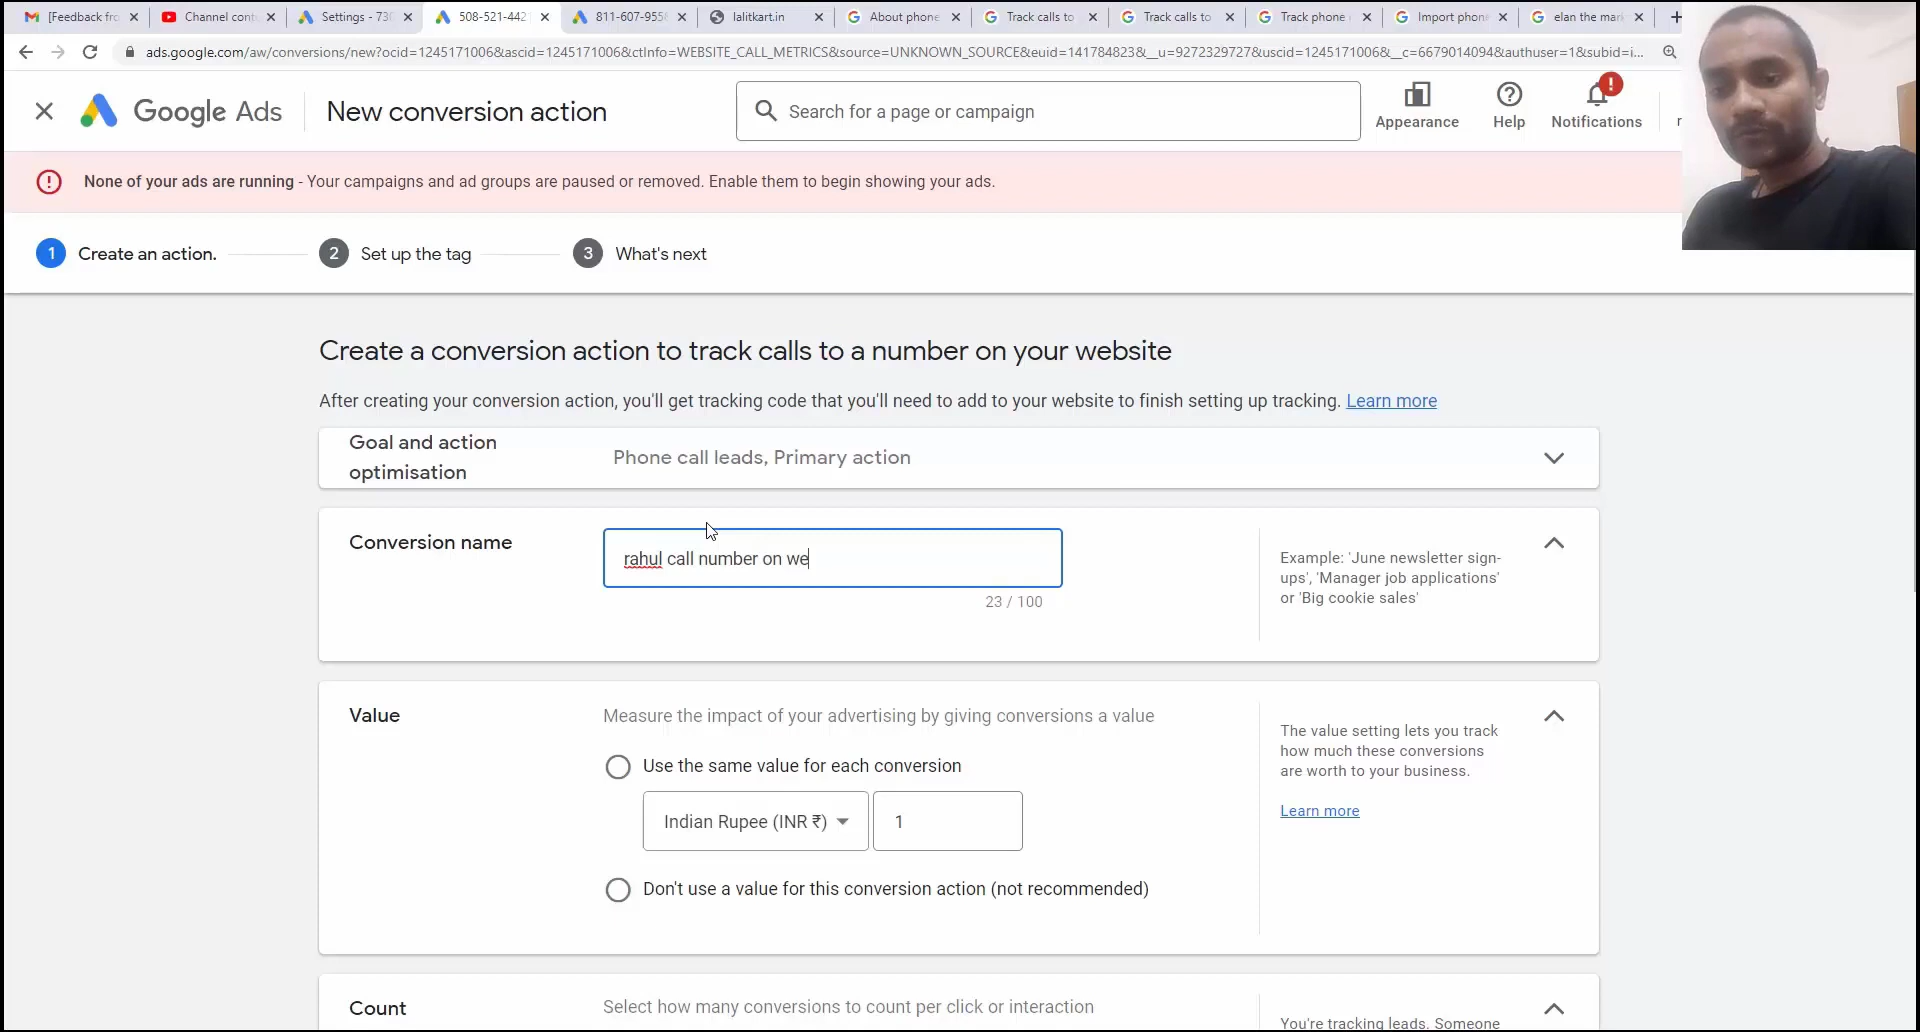 [Feedback fro
Channel cont
Settings - 738
508-521-442
811-607-9558
lalitkart.in
About phone
Track calls to
Track calls to
Track phone
Import phon
elan the mark
ads.google.com/aw/conversions/new?ocid=1245171006&ascid=1245171006&ctInfo=WEBSITE_CALL_METRICS&source=UNKNOWN_SOURCE&euid=141784823&__u=9272329727&uscid=1245171006&__c=6679014094&authuser=1&subid=i...
Google Ads
New conversion action
Search for a page or campaign
Appearance
Help
Notifications
None of your ads are running - Your campaigns and ad groups are paused or removed. Enable them to begin showing your ads.
1 Create an action.
2 Set up the tag
3 What's next
Create a conversion action to track calls to a number on your website
After creating your conversion action, you'll get tracking code that you'll need to add to your website to finish setting up tracking. Learn more
Goal and action
optimisation
Phone call leads, Primary action
Conversion name
rahul call number on we
23 / 100
Example: 'June newsletter sign-
ups', 'Manager job applications'
or 'Big cookie sales'
Value
Measure the impact of your advertising by giving conversions a value
Use the same value for each conversion
Indian Rupee (INR ₹)
1
Don't use a value for this conversion action (not recommended)
The value setting lets you track
how much these conversions
are worth to your business.
Learn more
Count
Select how many conversions to count per click or interaction
You're tracking leads. Someone